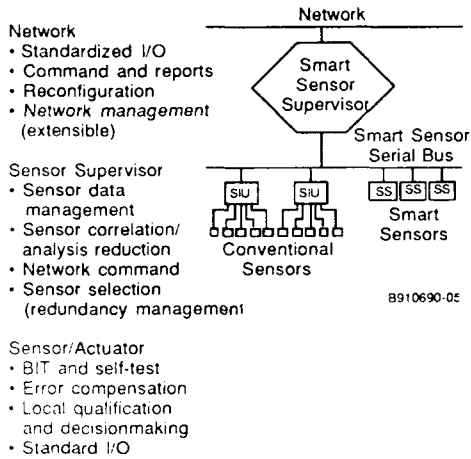 Network
• Standardized I/O
• Command and reports
• Reconfiguration
• Network management
(extensible)
Sensor Supervisor
• Sensor data
management
• Sensor correlation/
analysis reduction
• Network command
• Sensor selection
(redundancy management
Sensor/Actuator
• BIT and self-test
• Error compensation
• Local qualification
and decisionmaking
• Standard I/O
Network
Smart
Sensor
Supervisor
Smart Sensor
Serial Bus
SIU
SIU
SS
SS
SS
Conventional
Sensors
Smart
Sensors
B910690-05